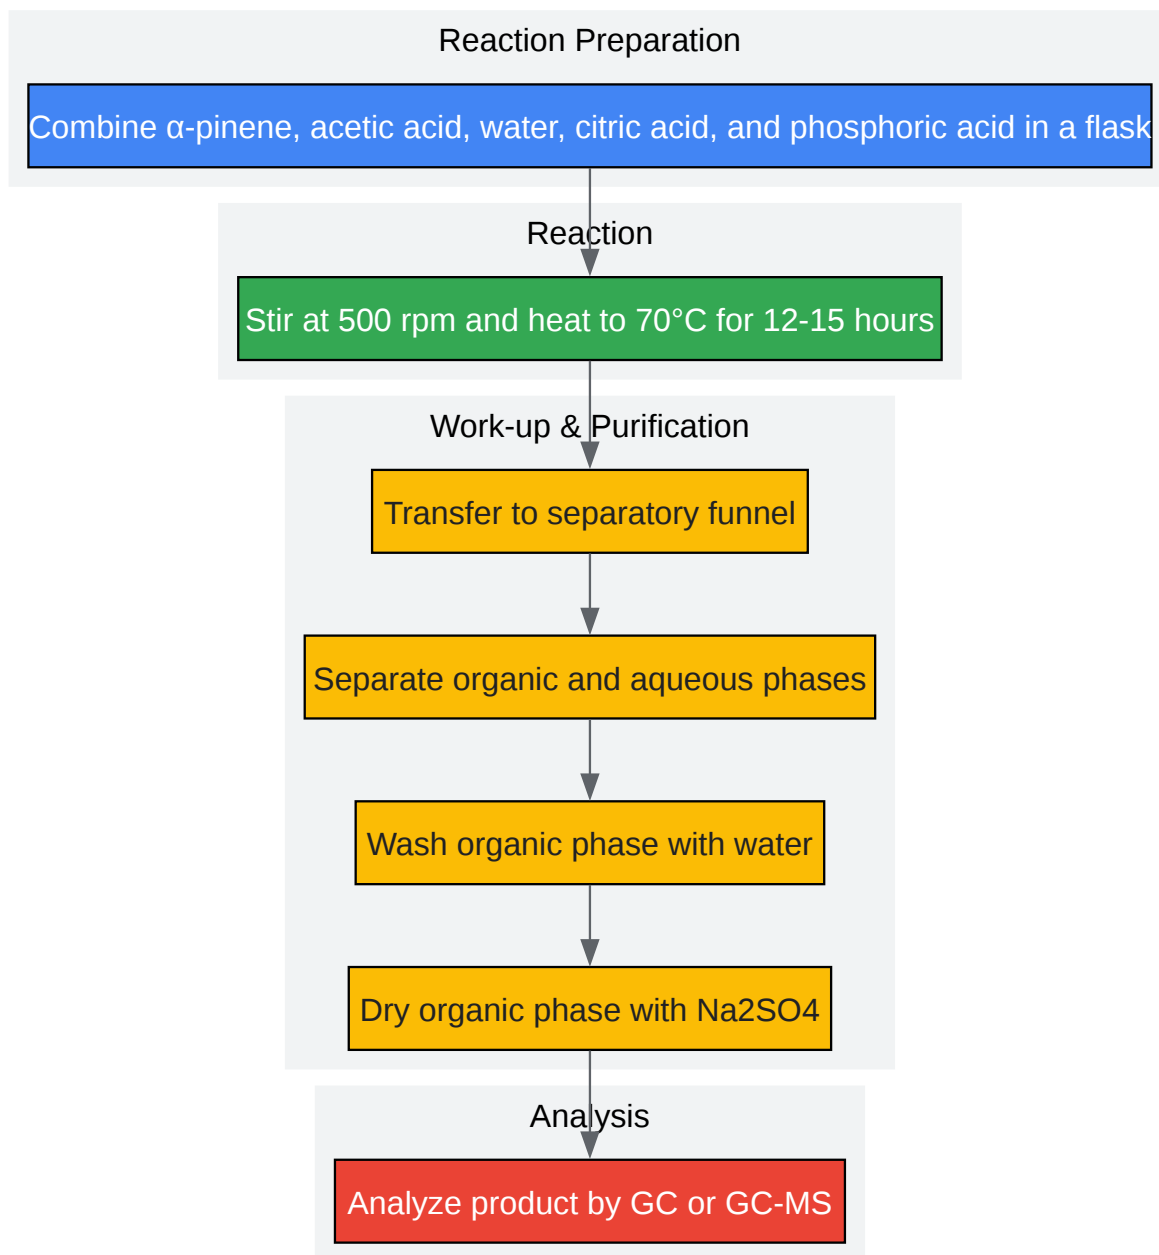 Reaction Preparation
Combine α-pinene, acetic acid, water, citric acid, and phosphoric acid in a flask
Reaction
Stir at 500 rpm and heat to 70°C for 12-15 hours
Work-up & Purification
Transfer to separatory funnel
Separate organic and aqueous phases
Wash organic phase with water
Dry organic phase with Na2SO4
Analysis
Analyze product by GC or GC-MS